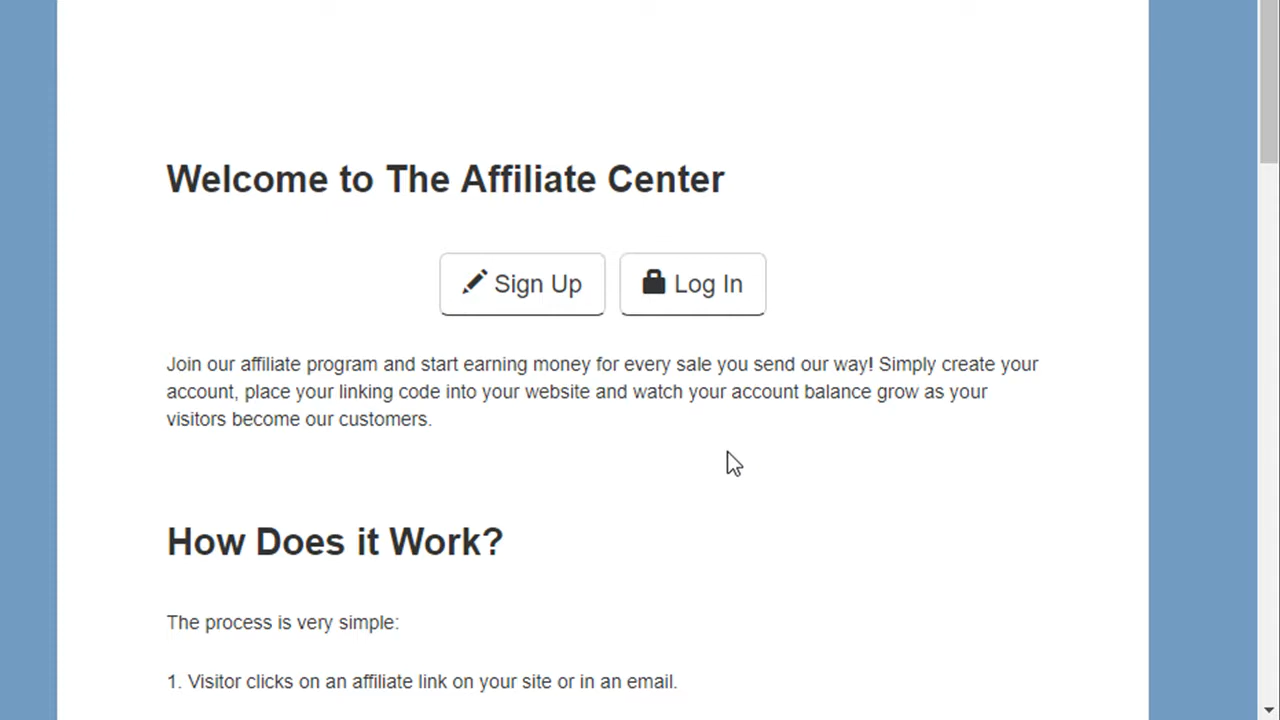 Welcome to The Affiliate Center
Sign Up
Log In
Join our affiliate program and start earning money for every sale you send our way! Simply create your
account, place your linking code into your website and watch your account balance grow as your
visitors become our customers.
How Does it Work?
The process is very simple:
1. Visitor clicks on an affiliate link on your site or in an email.